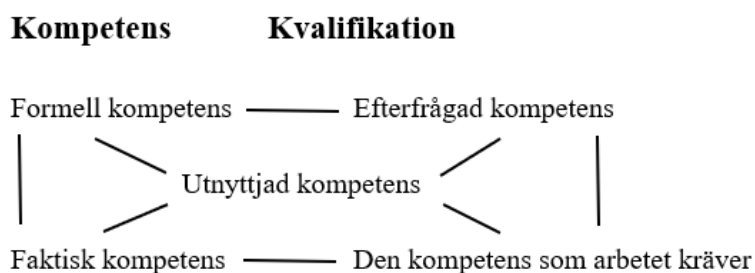 Kompetens Kvalifikation
Formell kompetens Efterfrågad kompetens
Utnyttjad kompetens
Faktisk kompetens Den kompetens som arbetet kräver